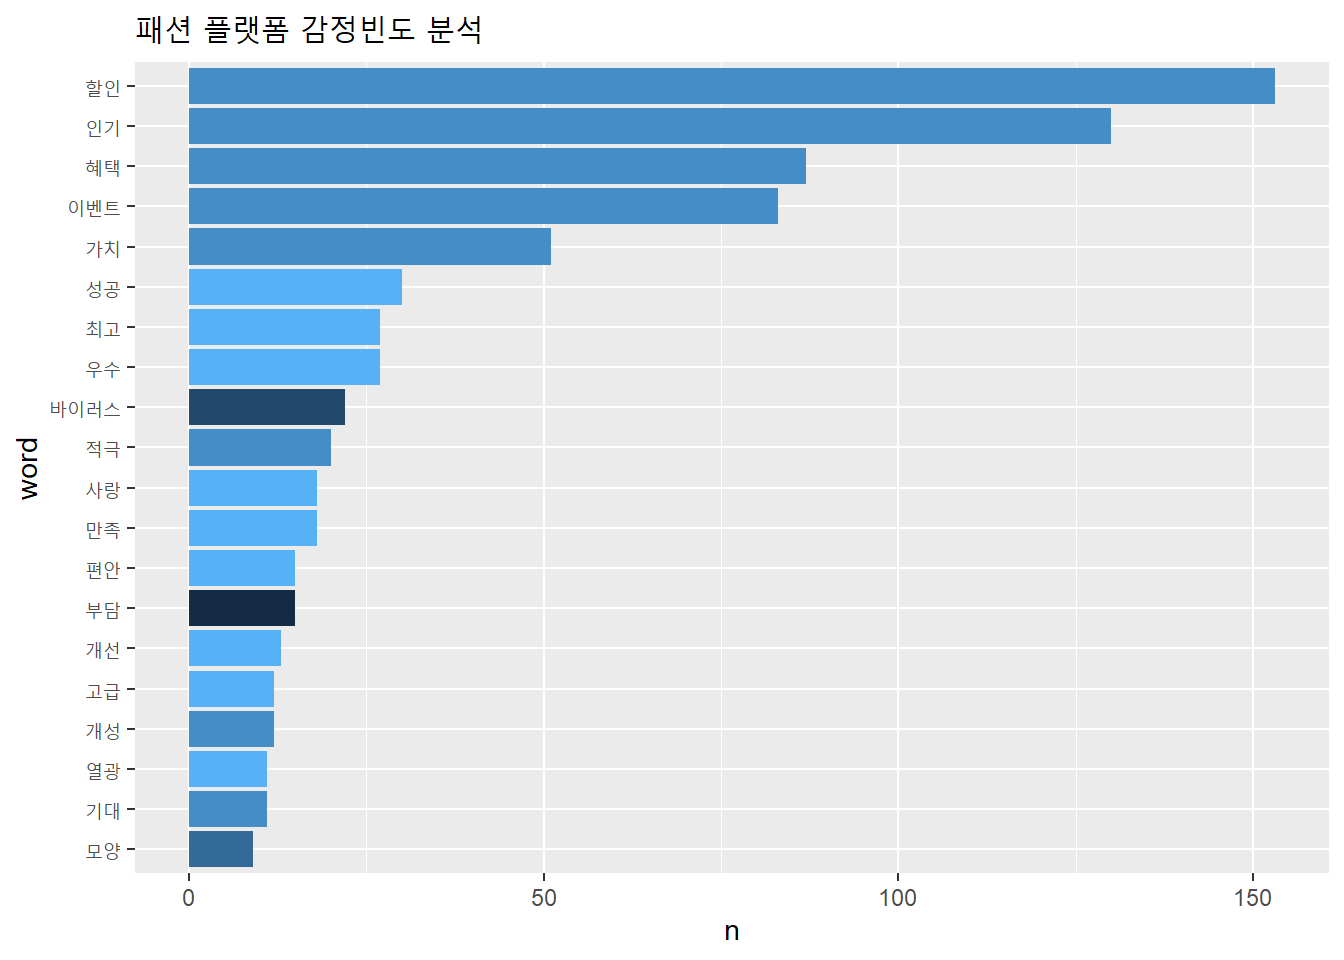 패션 플랫폼 감정빈도 분석
할인
인기
혜택
이벤트
가치
성공
최고
우수
바이러스
적극
사랑
만족
편안
부담
개선
고급
개성
열광
기대
모양
word
0 50 100 150
n